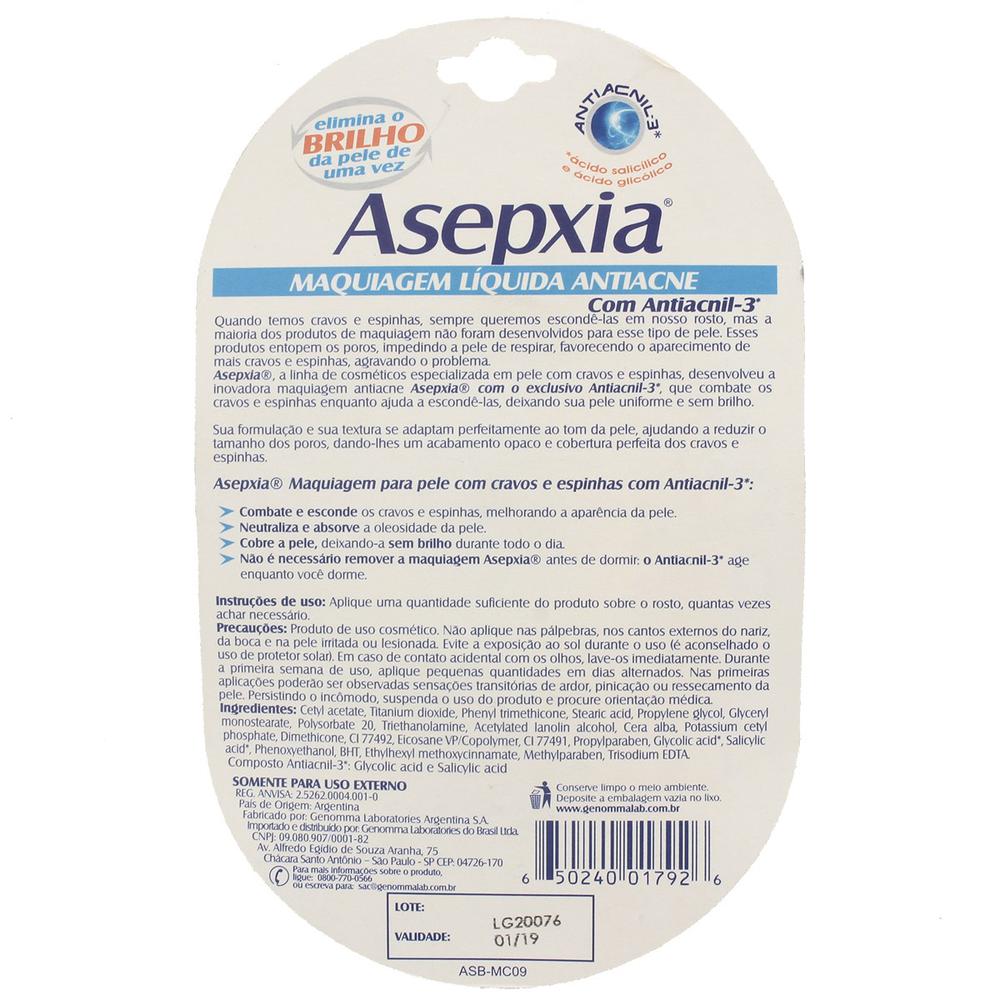 elimina o
BRILHO
da pele de
uma vez
ANTIACNIL-3*
*ácido salicílico
e ácido glicólico
Asepxia®
MAQUIAGEM LÍQUIDA ANTIACNE
Com Antiacnil-3*
Quando temos cravos e espinhas, sempre queremos escondê-las em nosso rosto, mas a
maioria dos produtos de maquiagem não foram desenvolvidos para esse tipo de pele. Esses
produtos entopem os poros, impedindo a pele de respirar, favorecendo o aparecimento de
mais cravos e espinhas, agravando o problema.
Asepxia®, a linha de cosméticos especializada em pele com cravos e espinhas, desenvolveu a
inovadora maquiagem antiacne Asepxia® com o exclusivo Antiacnil-3*, que combate os
cravos e espinhas enquanto ajuda a escondê-las, deixando sua pele uniforme e sem brilho.
Sua formulação e sua textura se adaptam perfeitamente ao tom da pele, ajudando a reduzir o
tamanho dos poros, dando-lhes um acabamento opaco e cobertura perfeita dos cravos e
espinhas.
Asepxia® Maquiagem para pele com cravos e espinhas com Antiacnil-3*:
➤ Combate e esconde os cravos e espinhas, melhorando a aparência da pele.
➤ Neutraliza e absorve a oleosidade da pele.
➤ Cobre a pele, deixando-a sem brilho durante todo o dia.
➤ Não é necessário remover a maquiagem Asepxia® antes de dormir: o Antiacnil-3* age
enquanto você dorme.
Instruções de uso: Aplique uma quantidade suficiente do produto sobre o rosto, quantas vezes
achar necessário.
Precauções: Produto de uso cosmético. Não aplique nas pálpebras, nos cantos externos do nariz,
da boca e na pele irritada ou lesionada. Evite a exposição ao sol durante o uso (é aconselhado o
uso de protetor solar). Em caso de contato acidental com os olhos, lave-os imediatamente. Durante
a primeira semana de uso, aplique pequenas quantidades em dias alternados. Nas primeiras
aplicações poderão ser observadas sensações transitórias de ardor, pinicação ou ressecamento da
pele. Persistindo o incômodo, suspenda o uso do produto e procure orientação médica.
Ingredientes: Cetyl acetate, Titanium dioxide, Phenyl trimethicone, Stearic acid, Propylene glycol, Glyceryl
monostearate, Polysorbate 20, Triethanolamine, Acetylated lanolin alcohol, Cera alba, Potassium cetyl
phosphate, Dimethicone, CI 77492, Eicosane VP/Copolymer, CI 77491, Propylparaben, Glycolic acid*, Salicylic
acid*, Phenoxyethanol, BHT, Ethylhexyl methoxycinnamate, Methylparaben, Trisodium EDTA.
Composto Antiacnil-3*: Glycolic acid e Salicylic acid
SOMENTE PARA USO EXTERNO
REG. ANVISA: 2.5262.0004.001-0
País de Origem: Argentina
Fabricado por: Genomma Laboratories Argentina S.A.
Importado e distribuído por: Genomma Laboratories do Brasil Ltda.
CNPJ: 09.080.907/0001-82
Av. Alfredo Egídio de Souza Aranha, 75
Chácara Santo Antônio – São Paulo - SP CEP: 04726-170
Para mais informações sobre o produto,
ligue: 0800-770-0566
ou escreva para: sac@genommalab.com.br
Conserve limpo o meio ambiente.
Deposite a embalagem vazia no lixo.
www.genommalab.com.br
6 50240 01792 6
LOTE: LG20076
VALIDADE: 01/19
ASB-MC09